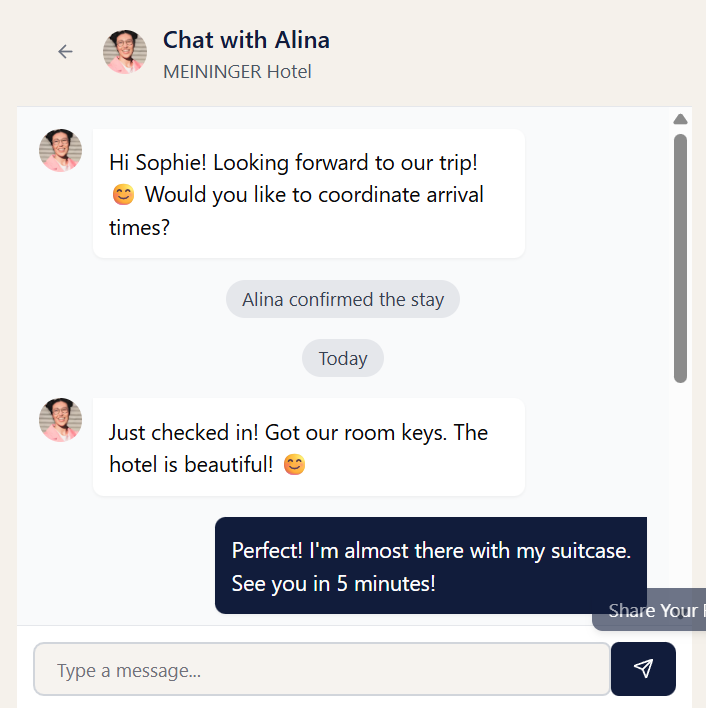 Chat with Alina
MEININGER Hotel
Hi Sophie! Looking forward to our trip!
😊 Would you like to coordinate arrival
times?
Alina confirmed the stay
Today
Just checked in! Got our room keys. The
hotel is beautiful! 😊
Perfect! I'm almost there with my suitcase.
See you in 5 minutes!
Share Your
Type a message...